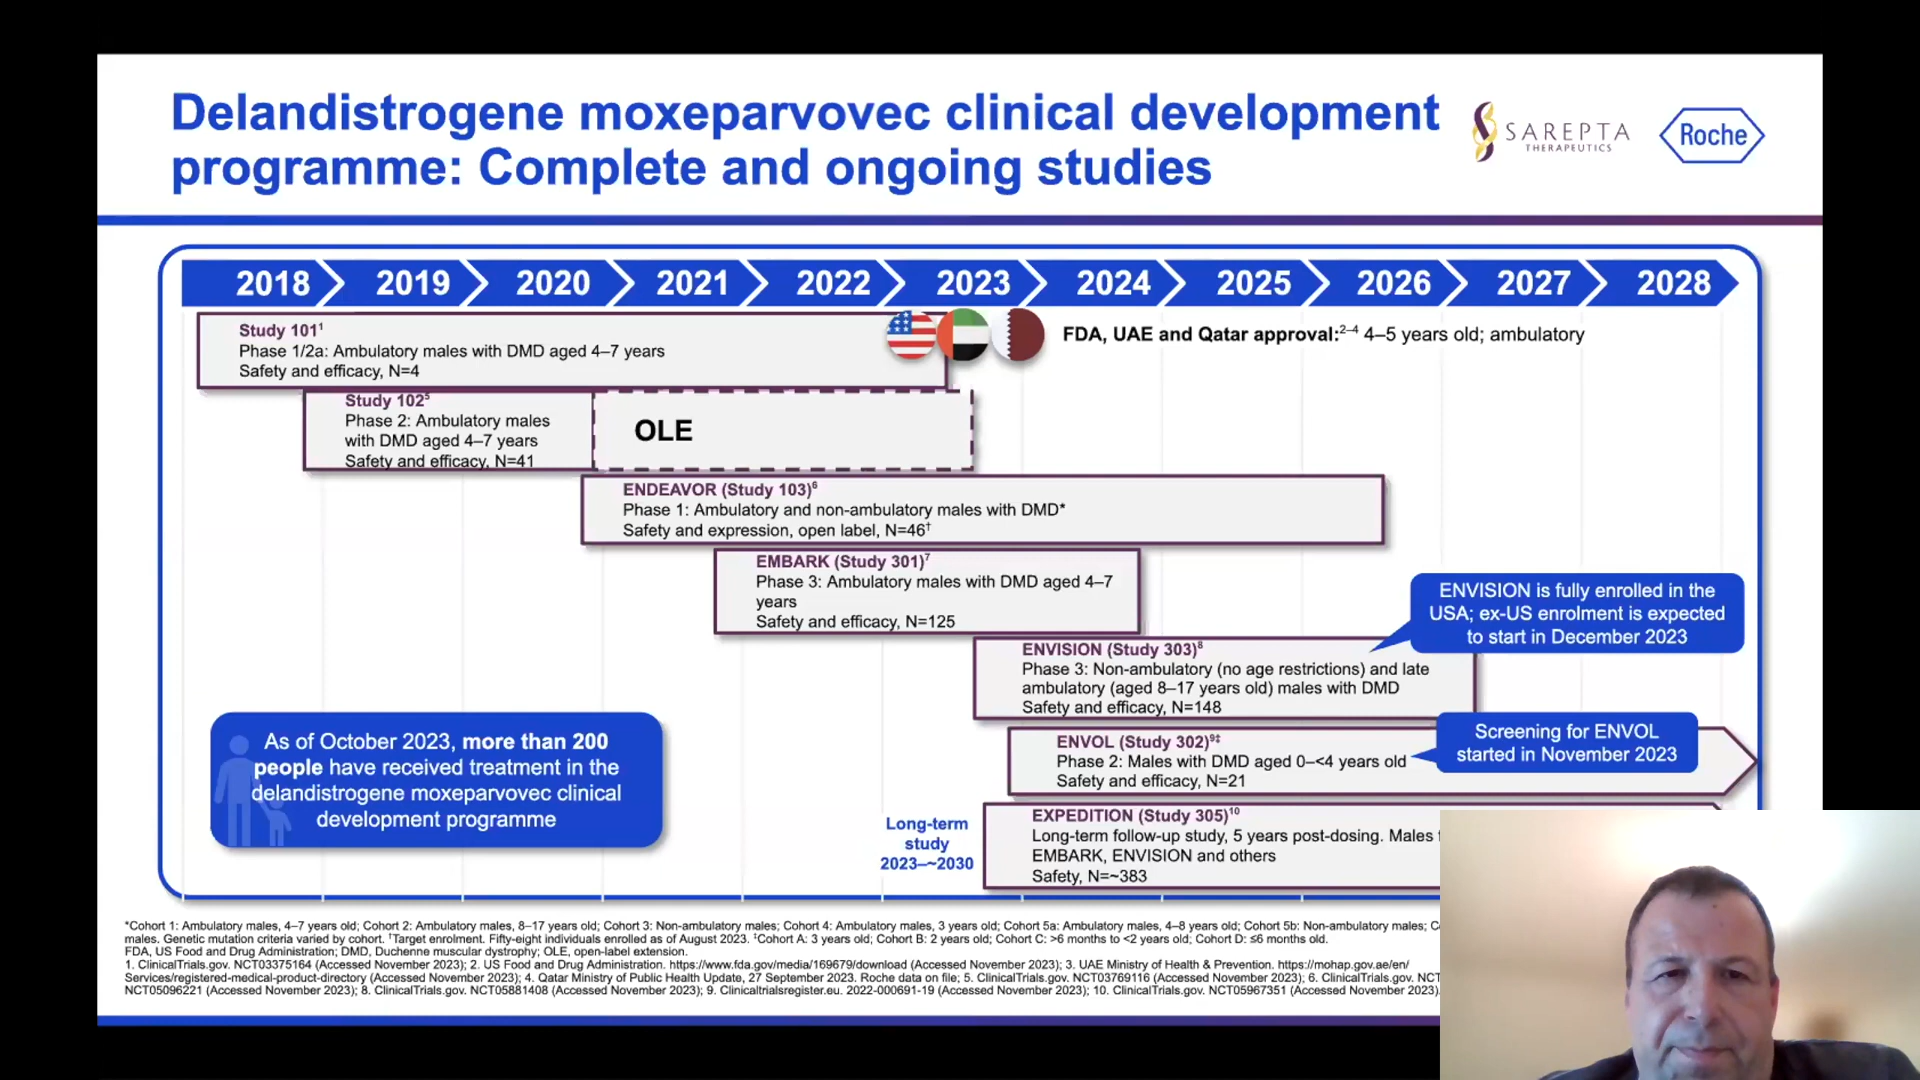 Delandistrogene moxeparvovec clinical development
programme: Complete and ongoing studies
SAREPTA
THERAPEUTICS
Roche
2018 2019 2020 2021 2022 2023 2024 2025 2026 2027 2028
Study 101¹
Phase 1/2a: Ambulatory males with DMD aged 4–7 years
Safety and efficacy, N=4
FDA, UAE and Qatar approval:²⁻⁴ 4–5 years old; ambulatory
Study 102⁵
Phase 2: Ambulatory males
with DMD aged 4–7 years
Safety and efficacy, N=41
OLE
ENDEAVOR (Study 103)⁶
Phase 1: Ambulatory and non-ambulatory males with DMD*
Safety and expression, open label, N=46†
EMBARK (Study 301)⁷
Phase 3: Ambulatory males with DMD aged 4–7
years
Safety and efficacy, N=125
ENVISION is fully enrolled in the
USA; ex-US enrolment is expected
to start in December 2023
ENVISION (Study 303)⁸
Phase 3: Non-ambulatory (no age restrictions) and late
ambulatory (aged 8–17 years old) males with DMD
Safety and efficacy, N=148
Screening for ENVOL
started in November 2023
ENVOL (Study 302)⁹‡
Phase 2: Males with DMD aged 0–<4 years old
Safety and efficacy, N=21
As of October 2023, more than 200
people have received treatment in the
delandistrogene moxeparvovec clinical
development programme
Long-term
study
2023–~2030
EXPEDITION (Study 305)¹⁰
Long-term follow-up study, 5 years post-dosing. Males
EMBARK, ENVISION and others
Safety, N=~383
*Cohort 1: Ambulatory males, 4–7 years old; Cohort 2: Ambulatory males, 8–17 years old; Cohort 3: Non-ambulatory males; Cohort 4: Ambulatory males, 3 years old; Cohort 5a: Ambulatory males, 4–8 years old; Cohort 5b: Non-ambulatory males;
males. Genetic mutation criteria varied by cohort. †Target enrolment. Fifty-eight individuals enrolled as of August 2023. ‡Cohort A: 3 years old; Cohort B: 2 years old; Cohort C: >6 months to <2 years old; Cohort D: ≤6 months old.
FDA, US Food and Drug Administration; DMD, Duchenne muscular dystrophy; OLE, open-label extension.
1. ClinicalTrials.gov. NCT03375164 (Accessed November 2023); 2. US Food and Drug Administration. https://www.fda.gov/media/169679/download (Accessed November 2023); 3. UAE Ministry of Health & Prevention. https://mohap.gov.ae/en/
Services/registered-medical-product-directory (Accessed November 2023); 4. Qatar Ministry of Public Health Update, 27 September 2023. Roche data on file; 5. ClinicalTrials.gov. NCT03769116 (Accessed November 2023); 6. ClinicalTrials.gov. NCT
NCT05096221 (Accessed November 2023); 8. ClinicalTrials.gov. NCT05881408 (Accessed November 2023); 9. Clinicaltrialsregister.eu. 2022-000691-19 (Accessed November 2023); 10. ClinicalTrials.gov. NCT05967351 (Accessed November 2023).